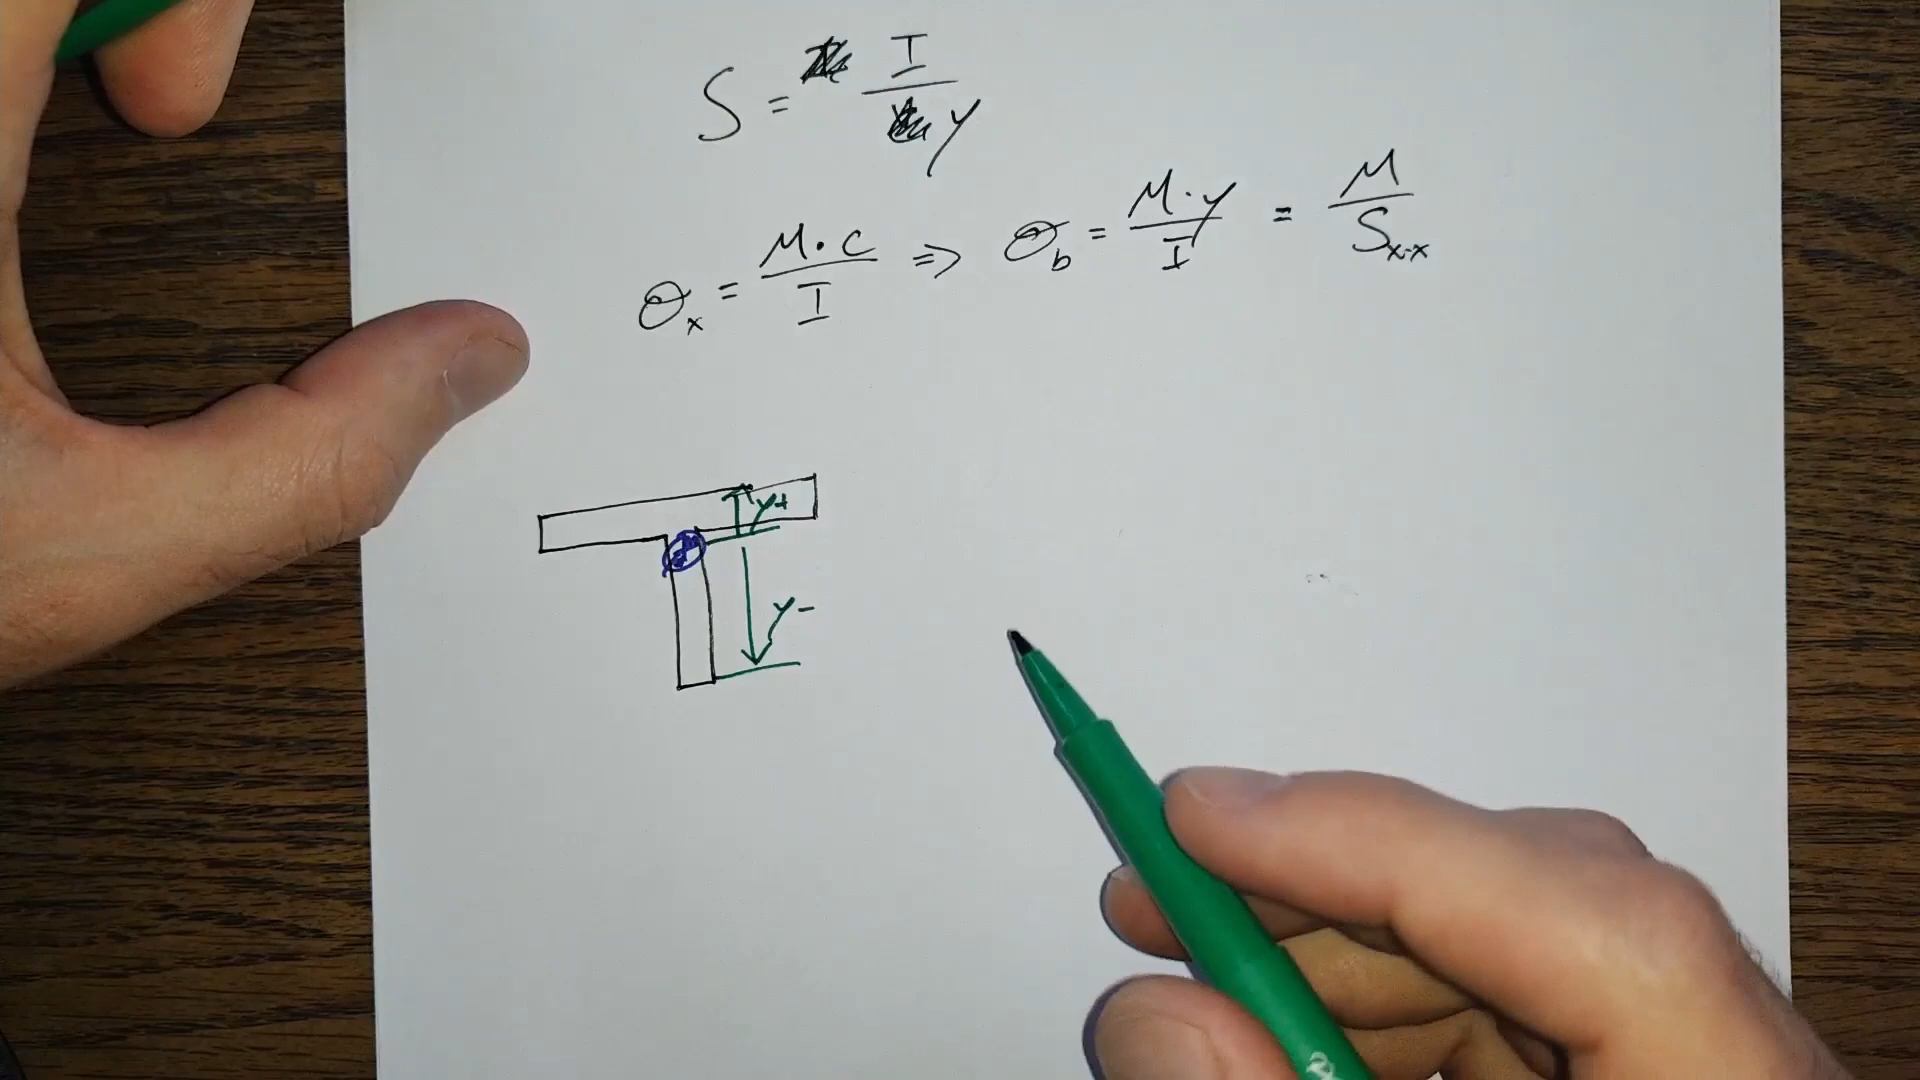 S = I/y
σx = M·c/I ⇒ σb = M·y/I = M/Sx-x
y+
y-